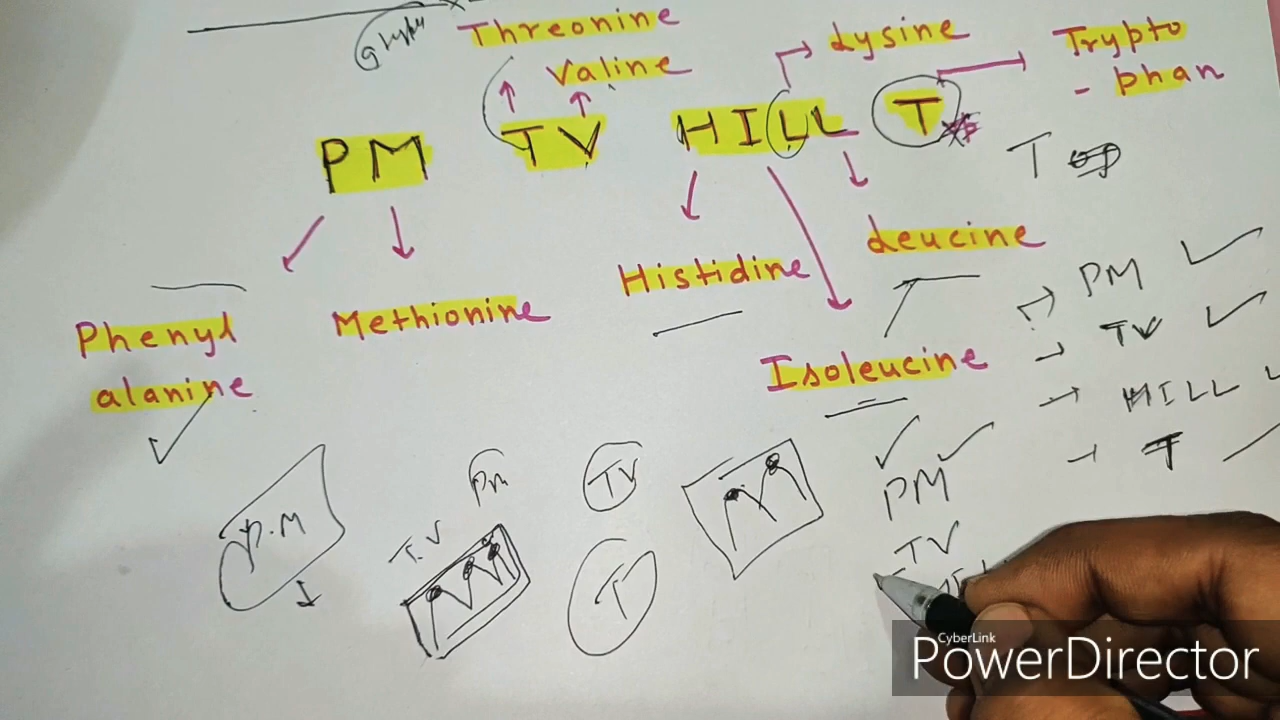 Threonine
Valine
Lysine
Trypto
- phan
PM TV HILL T
T
Leucine
Histidine
Phenyl
alanine
Methionine
Isoleucine
PM
TV
HILL
T
P.M
Pm
T.V
TV
T
PM
TV
CyberLink
PowerDirector